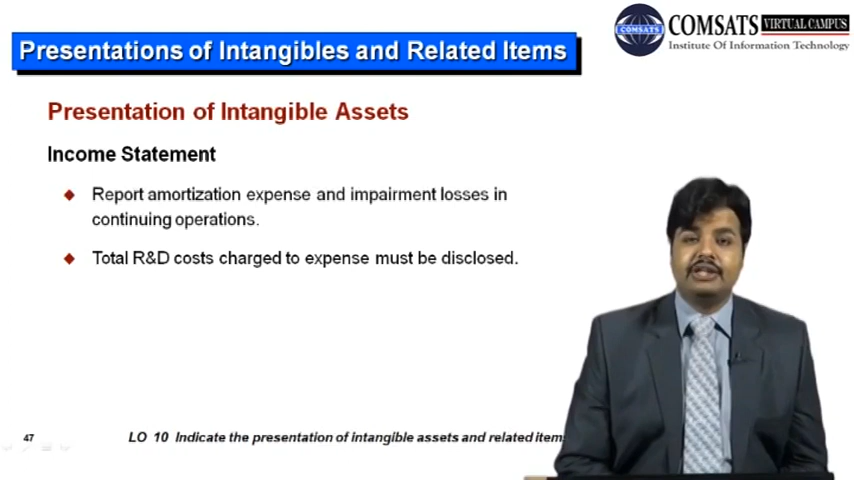 Presentations of Intangibles and Related Items
COMSATS
COMSATS VIRTUAL CAMPUS
Institute Of Information Technology
Presentation of Intangible Assets
Income Statement
Report amortization expense and impairment losses in
continuing operations.
Total R&D costs charged to expense must be disclosed.
47
LO 10 Indicate the presentation of intangible assets and related item